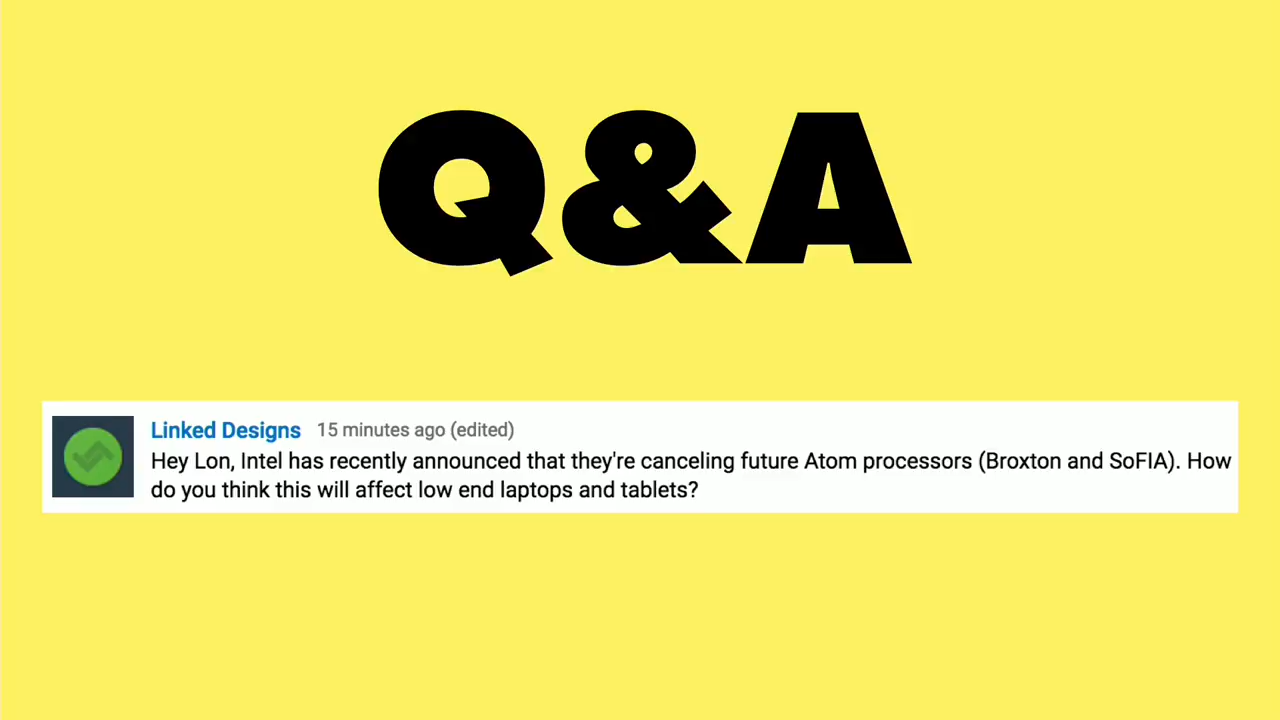 Q&A
Linked Designs 15 minutes ago (edited)
Hey Lon, Intel has recently announced that they're canceling future Atom processors (Broxton and SoFIA). How
do you think this will affect low end laptops and tablets?